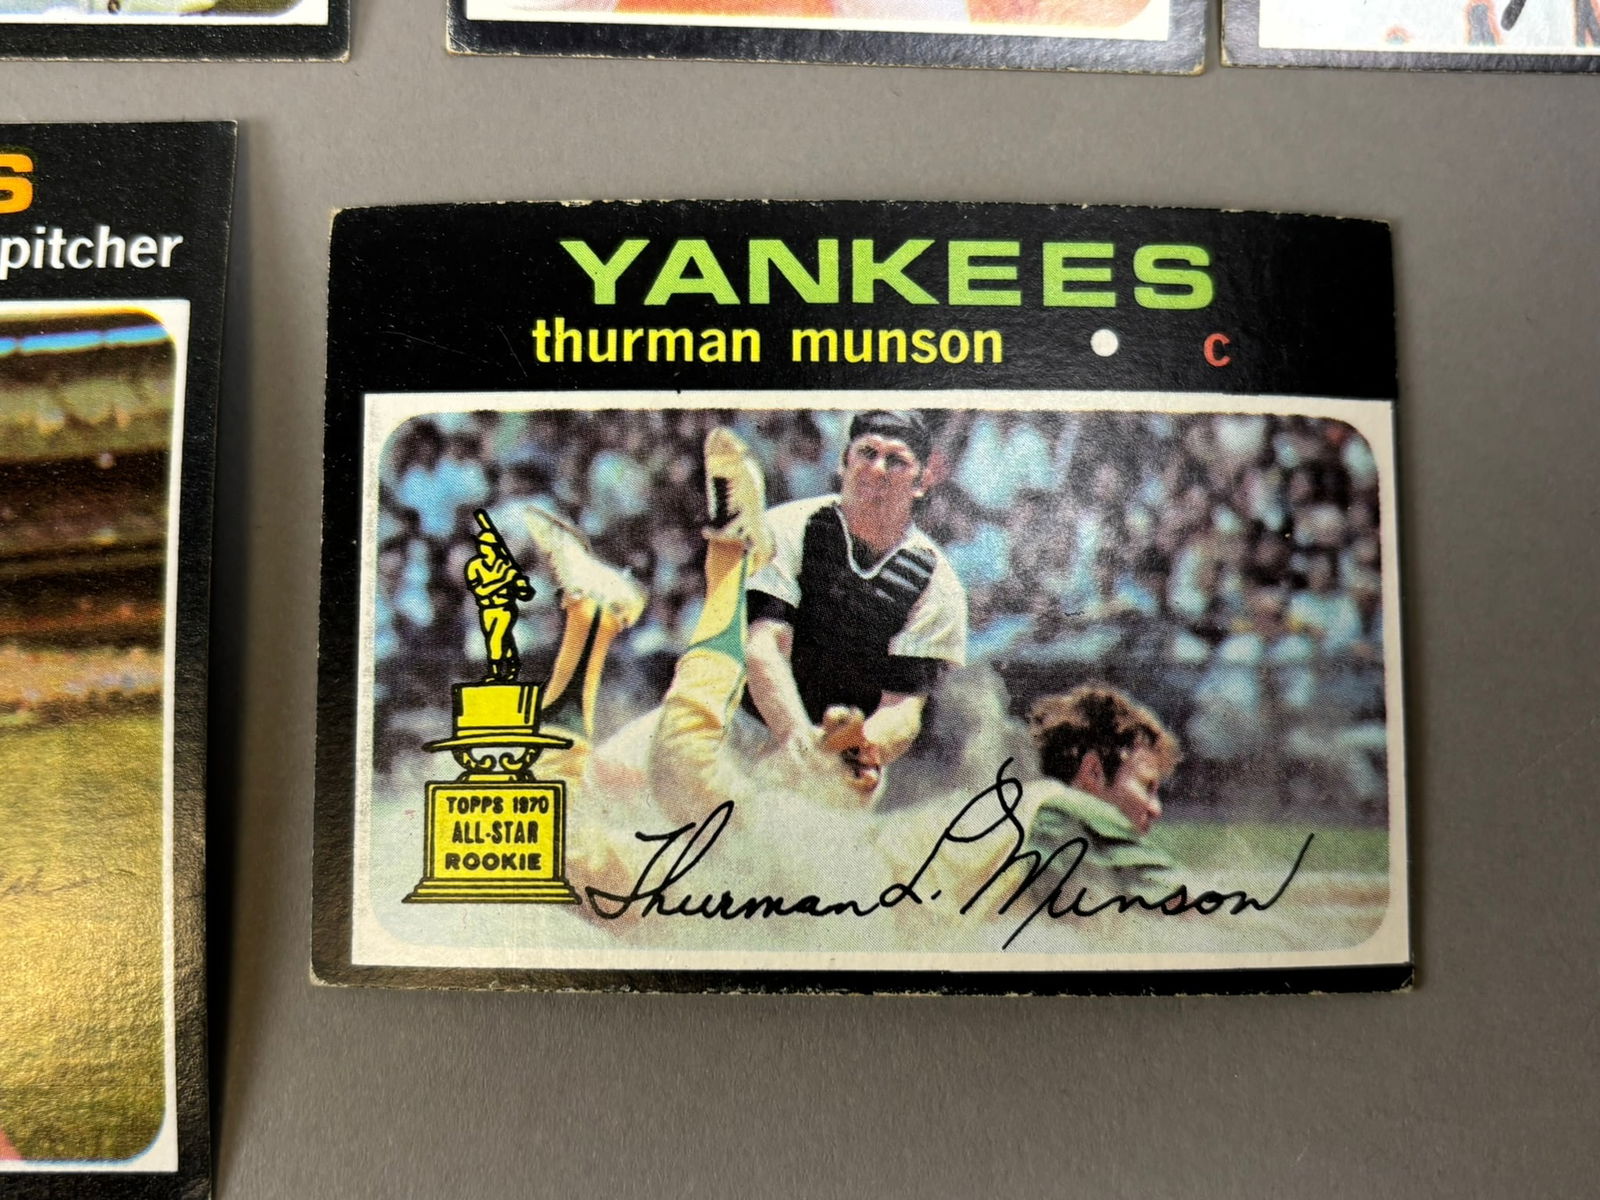 S
pitcher
YANKEES
thurman munson • c
TOPPS 1970
ALL-STAR
ROOKIE
Thurman L. Munson